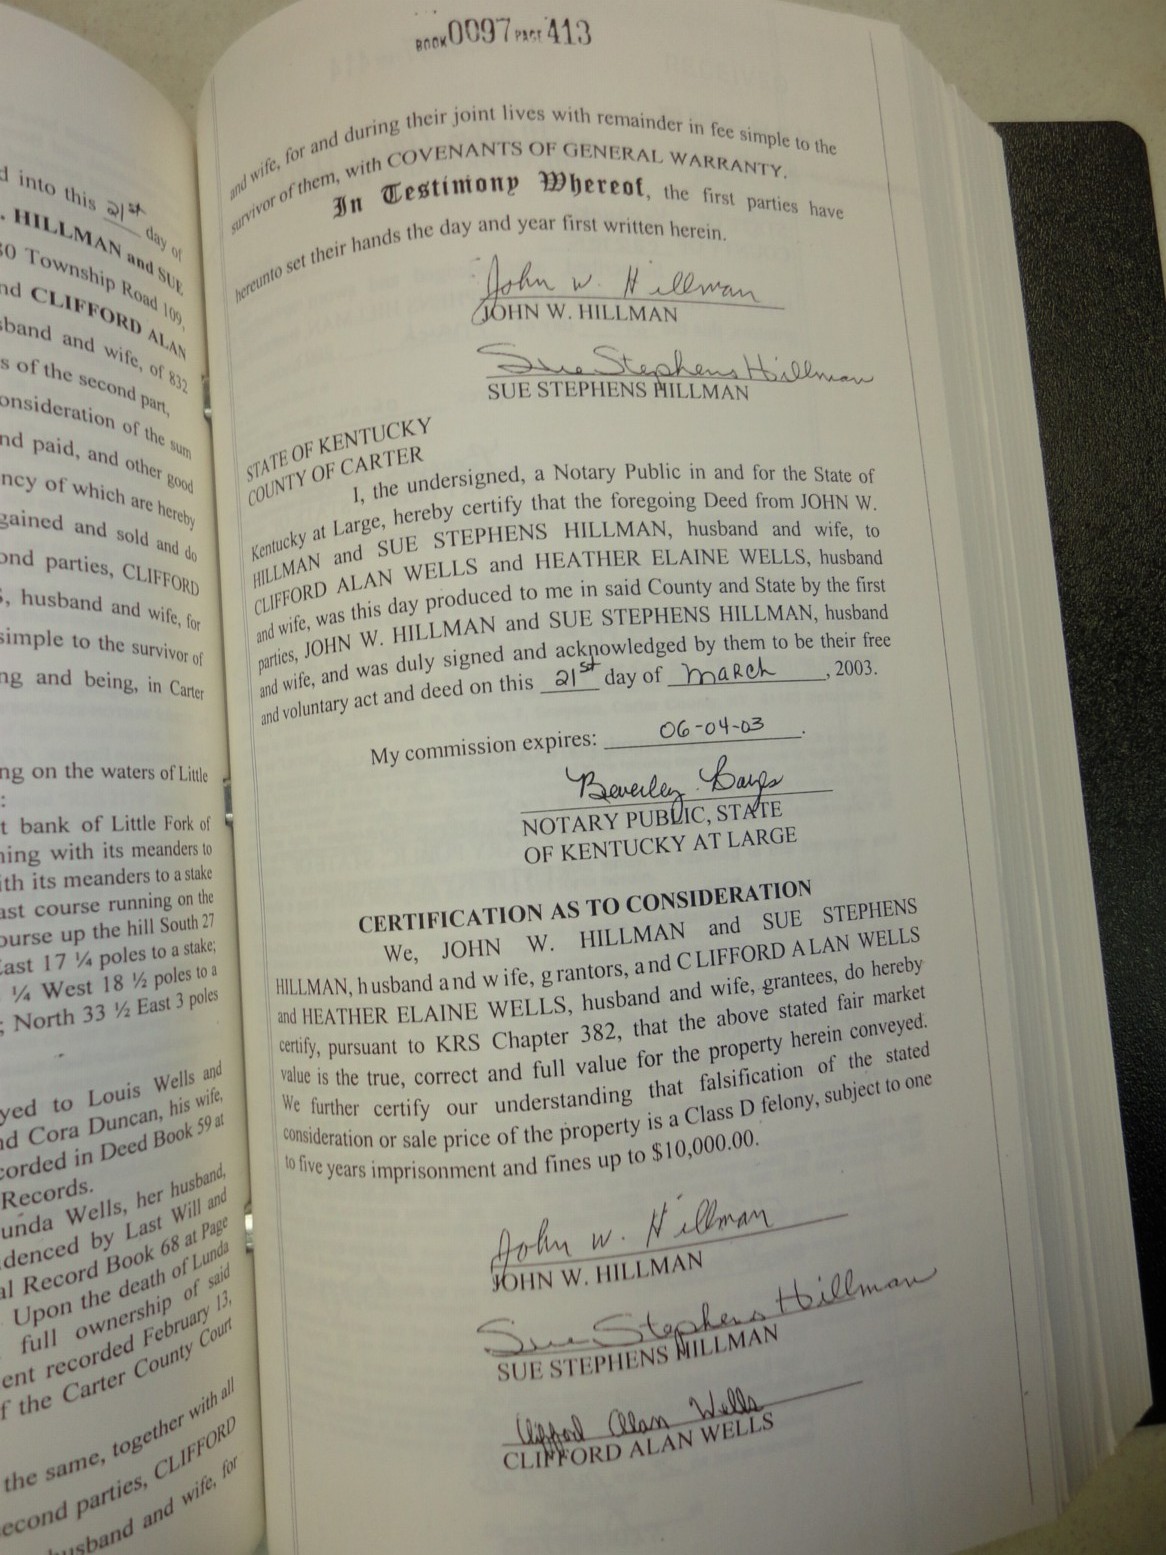 d into this 21st day of
. HILLMAN and SUE
30 Township Road 109,
nd CLIFFORD ALAN
sband and wife, of 832
s of the second part,
onsideration of the sum
nd paid, and other good
ncy of which are hereby
gained and sold and do
ond parties, CLIFFORD
S, husband and wife, for
simple to the survivor of
ng and being, in Carter
ng on the waters of Little
:
t bank of Little Fork of
ning with its meanders to
ith its meanders to a stake
ast course running on the
ourse up the hill South 27
East 17 ¼ poles to a stake;
¼ West 18 ½ poles to a
; North 33 ½ East 3 poles
yed to Louis Wells and
nd Cora Duncan, his wife,
corded in Deed Book 59 at
Records.
unda Wells, her husband,
idenced by Last Will and
al Record Book 68 at Page
Upon the death of Lunda
full ownership of said
ent recorded February 13,
f the Carter County Court
the same, together with all
second parties, CLIFFORD
husband and wife, for
BOOK 0097 PAGE 413
and wife, for and during their joint lives with remainder in fee simple to the
survivor of them, with COVENANTS OF GENERAL WARRANTY.
In Testimony Whereof, the first parties have
hereunto set their hands the day and year first written herein.
John W. Hillman
JOHN W. HILLMAN
Sue Stephens Hillman
SUE STEPHENS HILLMAN
STATE OF KENTUCKY
COUNTY OF CARTER
I, the undersigned, a Notary Public in and for the State of
Kentucky at Large, hereby certify that the foregoing Deed from JOHN W.
HILLMAN and SUE STEPHENS HILLMAN, husband and wife, to
CLIFFORD ALAN WELLS and HEATHER ELAINE WELLS, husband
and wife, was this day produced to me in said County and State by the first
parties, JOHN W. HILLMAN and SUE STEPHENS HILLMAN, husband
and wife, and was duly signed and acknowledged by them to be their free
and voluntary act and deed on this 21st day of March, 2003.
My commission expires: 06-04-03.
Beverley Bays
NOTARY PUBLIC, STATE
OF KENTUCKY AT LARGE
CERTIFICATION AS TO CONSIDERATION
We, JOHN W. HILLMAN and SUE STEPHENS
HILLMAN, husband and wife, grantors, and CLIFFORD ALAN WELLS
and HEATHER ELAINE WELLS, husband and wife, grantees, do hereby
certify, pursuant to KRS Chapter 382, that the above stated fair market
value is the true, correct and full value for the property herein conveyed.
We further certify our understanding that falsification of the stated
consideration or sale price of the property is a Class D felony, subject to one
to five years imprisonment and fines up to $10,000.00.
John W. Hillman
JOHN W. HILLMAN
Sue Stephens Hillman
SUE STEPHENS HILLMAN
Clifford Alan Wells
CLIFFORD ALAN WELLS